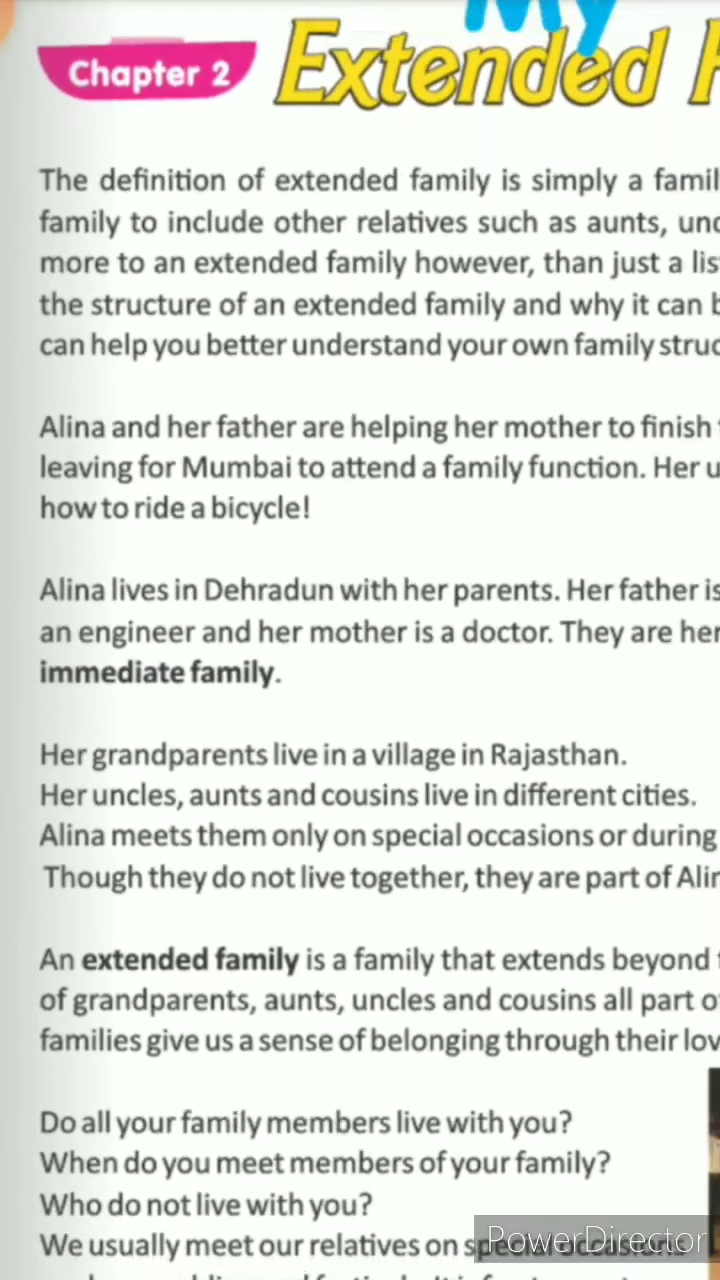 My
Chapter 2
Extended
The definition of extended family is simply a famil
family to include other relatives such as aunts, unc
more to an extended family however, than just a lis
the structure of an extended family and why it can b
can help you better understand your own family struc
Alina and her father are helping her mother to finish
leaving for Mumbai to attend a family function. Her u
how to ride a bicycle!
Alina lives in Dehradun with her parents. Her father is
an engineer and her mother is a doctor. They are her
immediate family.
Her grandparents live in a village in Rajasthan.
Her uncles, aunts and cousins live in different cities.
Alina meets them only on special occasions or during
Though they do not live together, they are part of Alin
An extended family is a family that extends beyond
of grandparents, aunts, uncles and cousins all part o
families give us a sense of belonging through their lov
Do all your family members live with you?
When do you meet members of your family?
Who do not live with you?
We usually meet our relatives on special occasions
PowerDirector